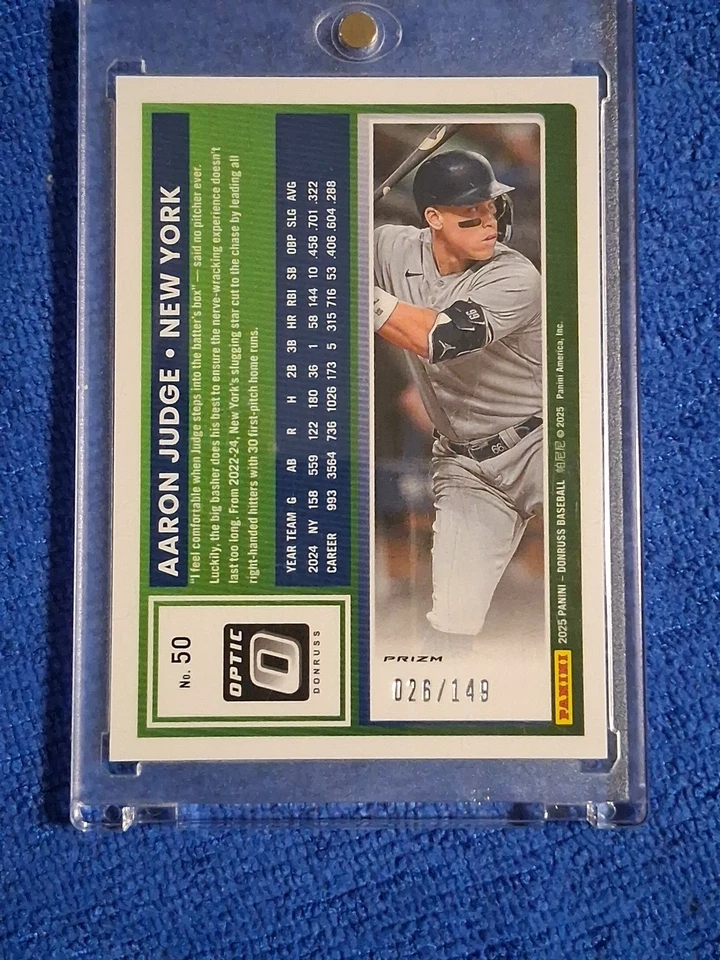 No. 50
OPTIC
DONRUSS
AARON JUDGE • NEW YORK
"I feel comfortable when Judge steps into the batter's box" — said no pitcher ever.
Luckily, the big basher does his best to ensure the nerve-wracking experience doesn't
last too long. From 2022-24, New York's slugging star cut to the chase by leading all
right-handed hitters with 30 first-pitch home runs.
YEAR TEAM G AB R H 2B 3B HR RBI SB OBP SLG AVG
2024 NY 158 559 122 180 36 1 58 144 10 .458 .701 .322
CAREER 993 3564 736 1026 173 5 315 716 53 .406 .604 .288
99
66
PRIZM
026/149
PANINI
2025 PANINI – DONRUSS BASEBALL 帕尼尼 © 2025 Panini America, Inc.